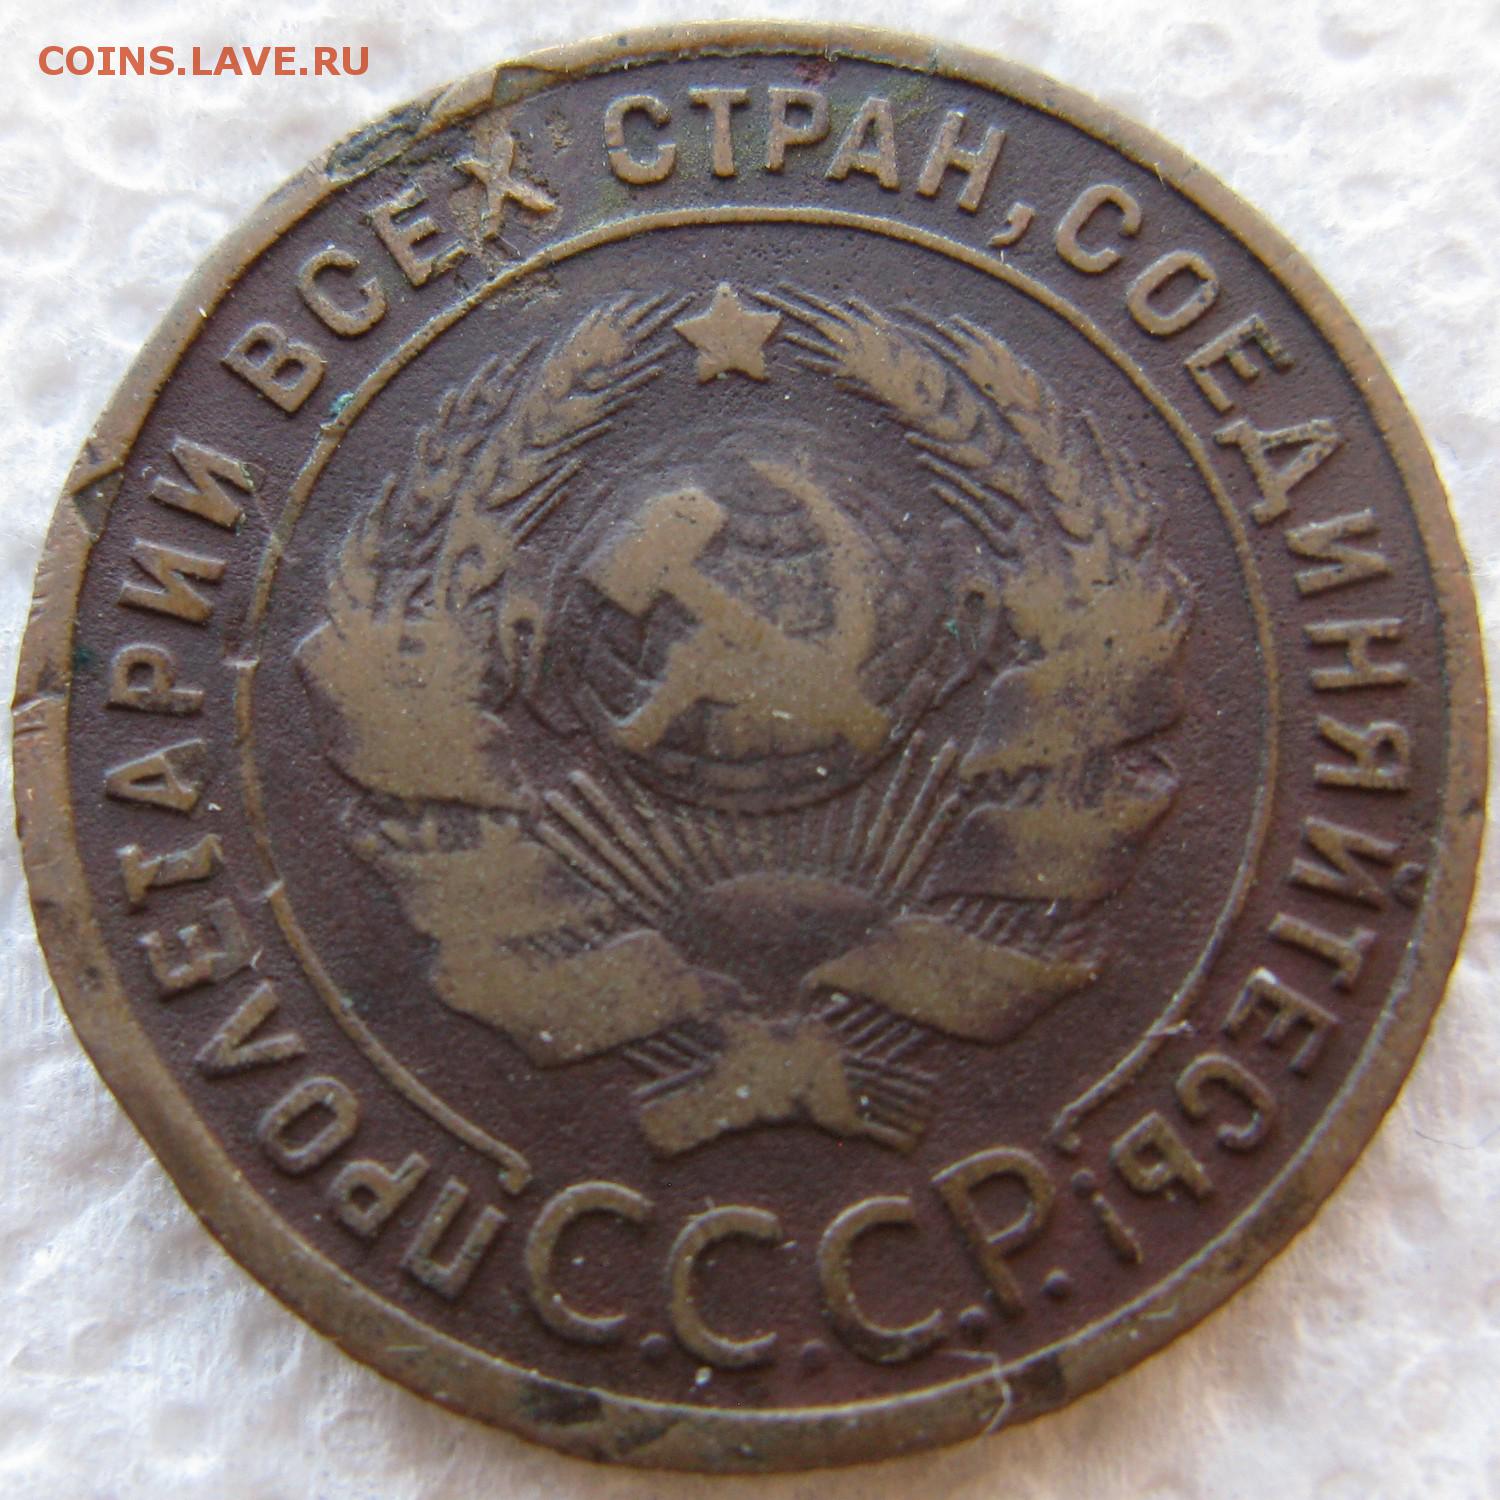 COINS.LAVE.RU
ПРОЛЕТАРИИ ВСЕХ СТРАН, СОЕДИНЯЙТЕСЬ!
С.С.С.Р.